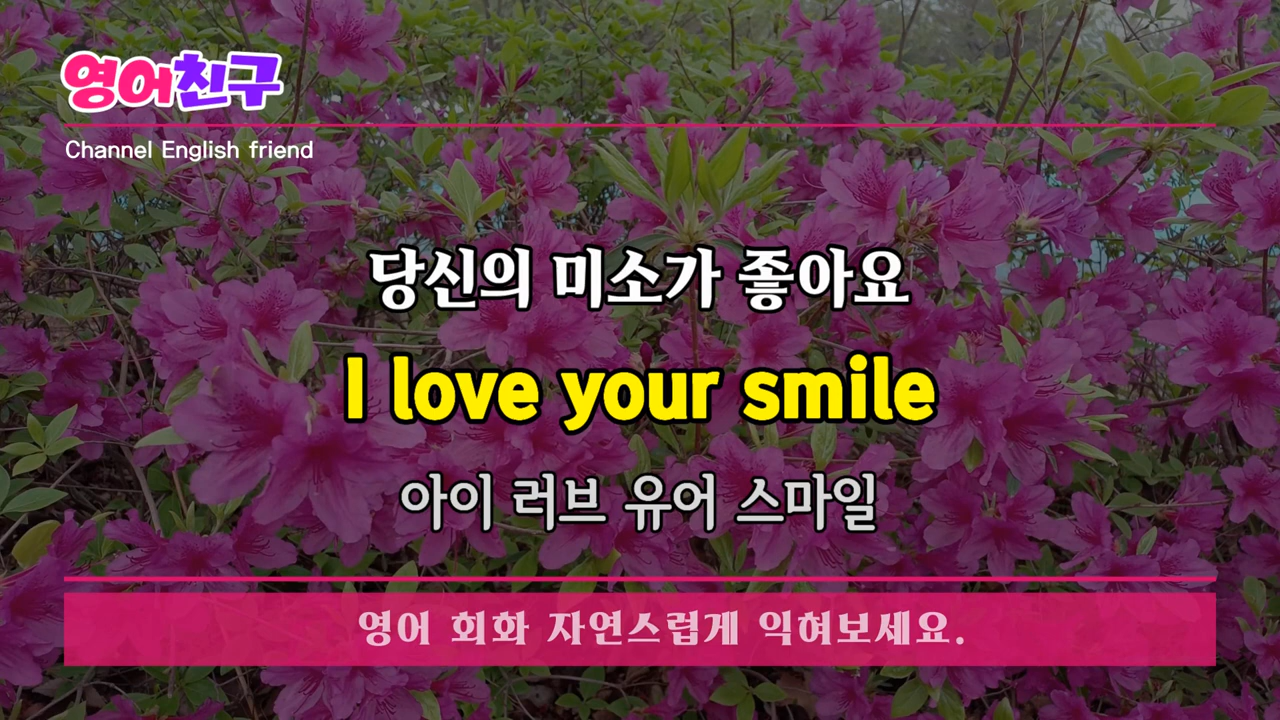 영어친구
Channel English friend
당신의 미소가 좋아요
I love your smile
아이 러브 유어 스마일
영어 회화 자연스럽게 익혀보세요.